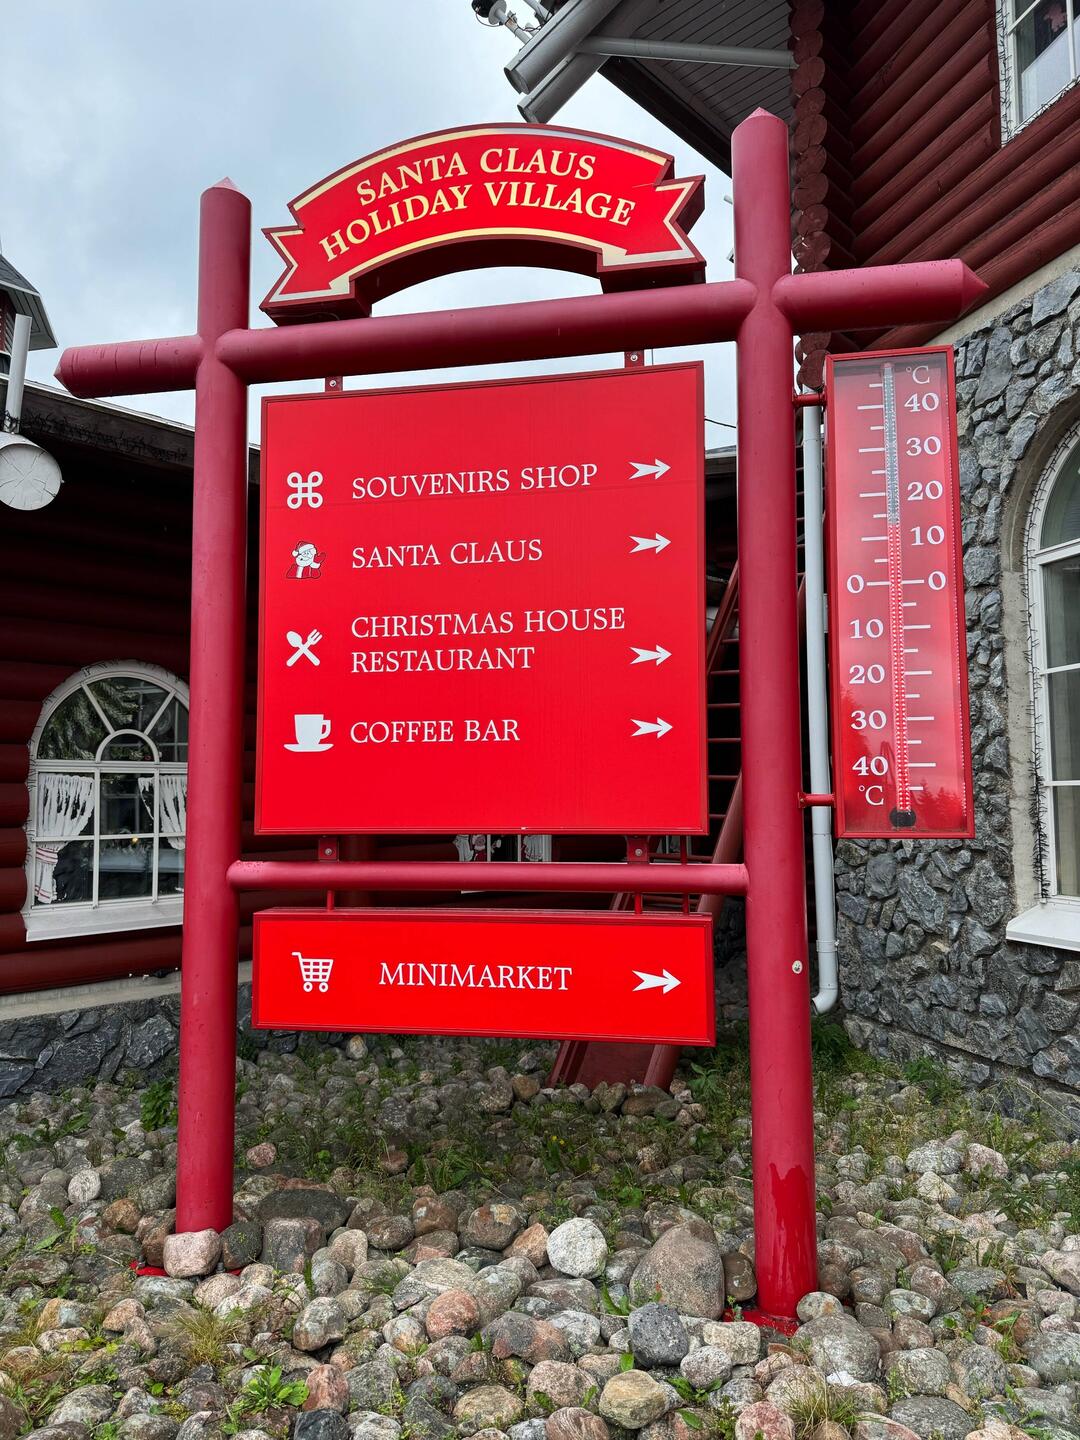 SANTA CLAUS
HOLIDAY VILLAGE
SOUVENIRS SHOP
SANTA CLAUS
CHRISTMAS HOUSE
RESTAURANT
COFFEE BAR
MINIMARKET
°C
40
30
20
10
0 0
10
20
30
40
°C